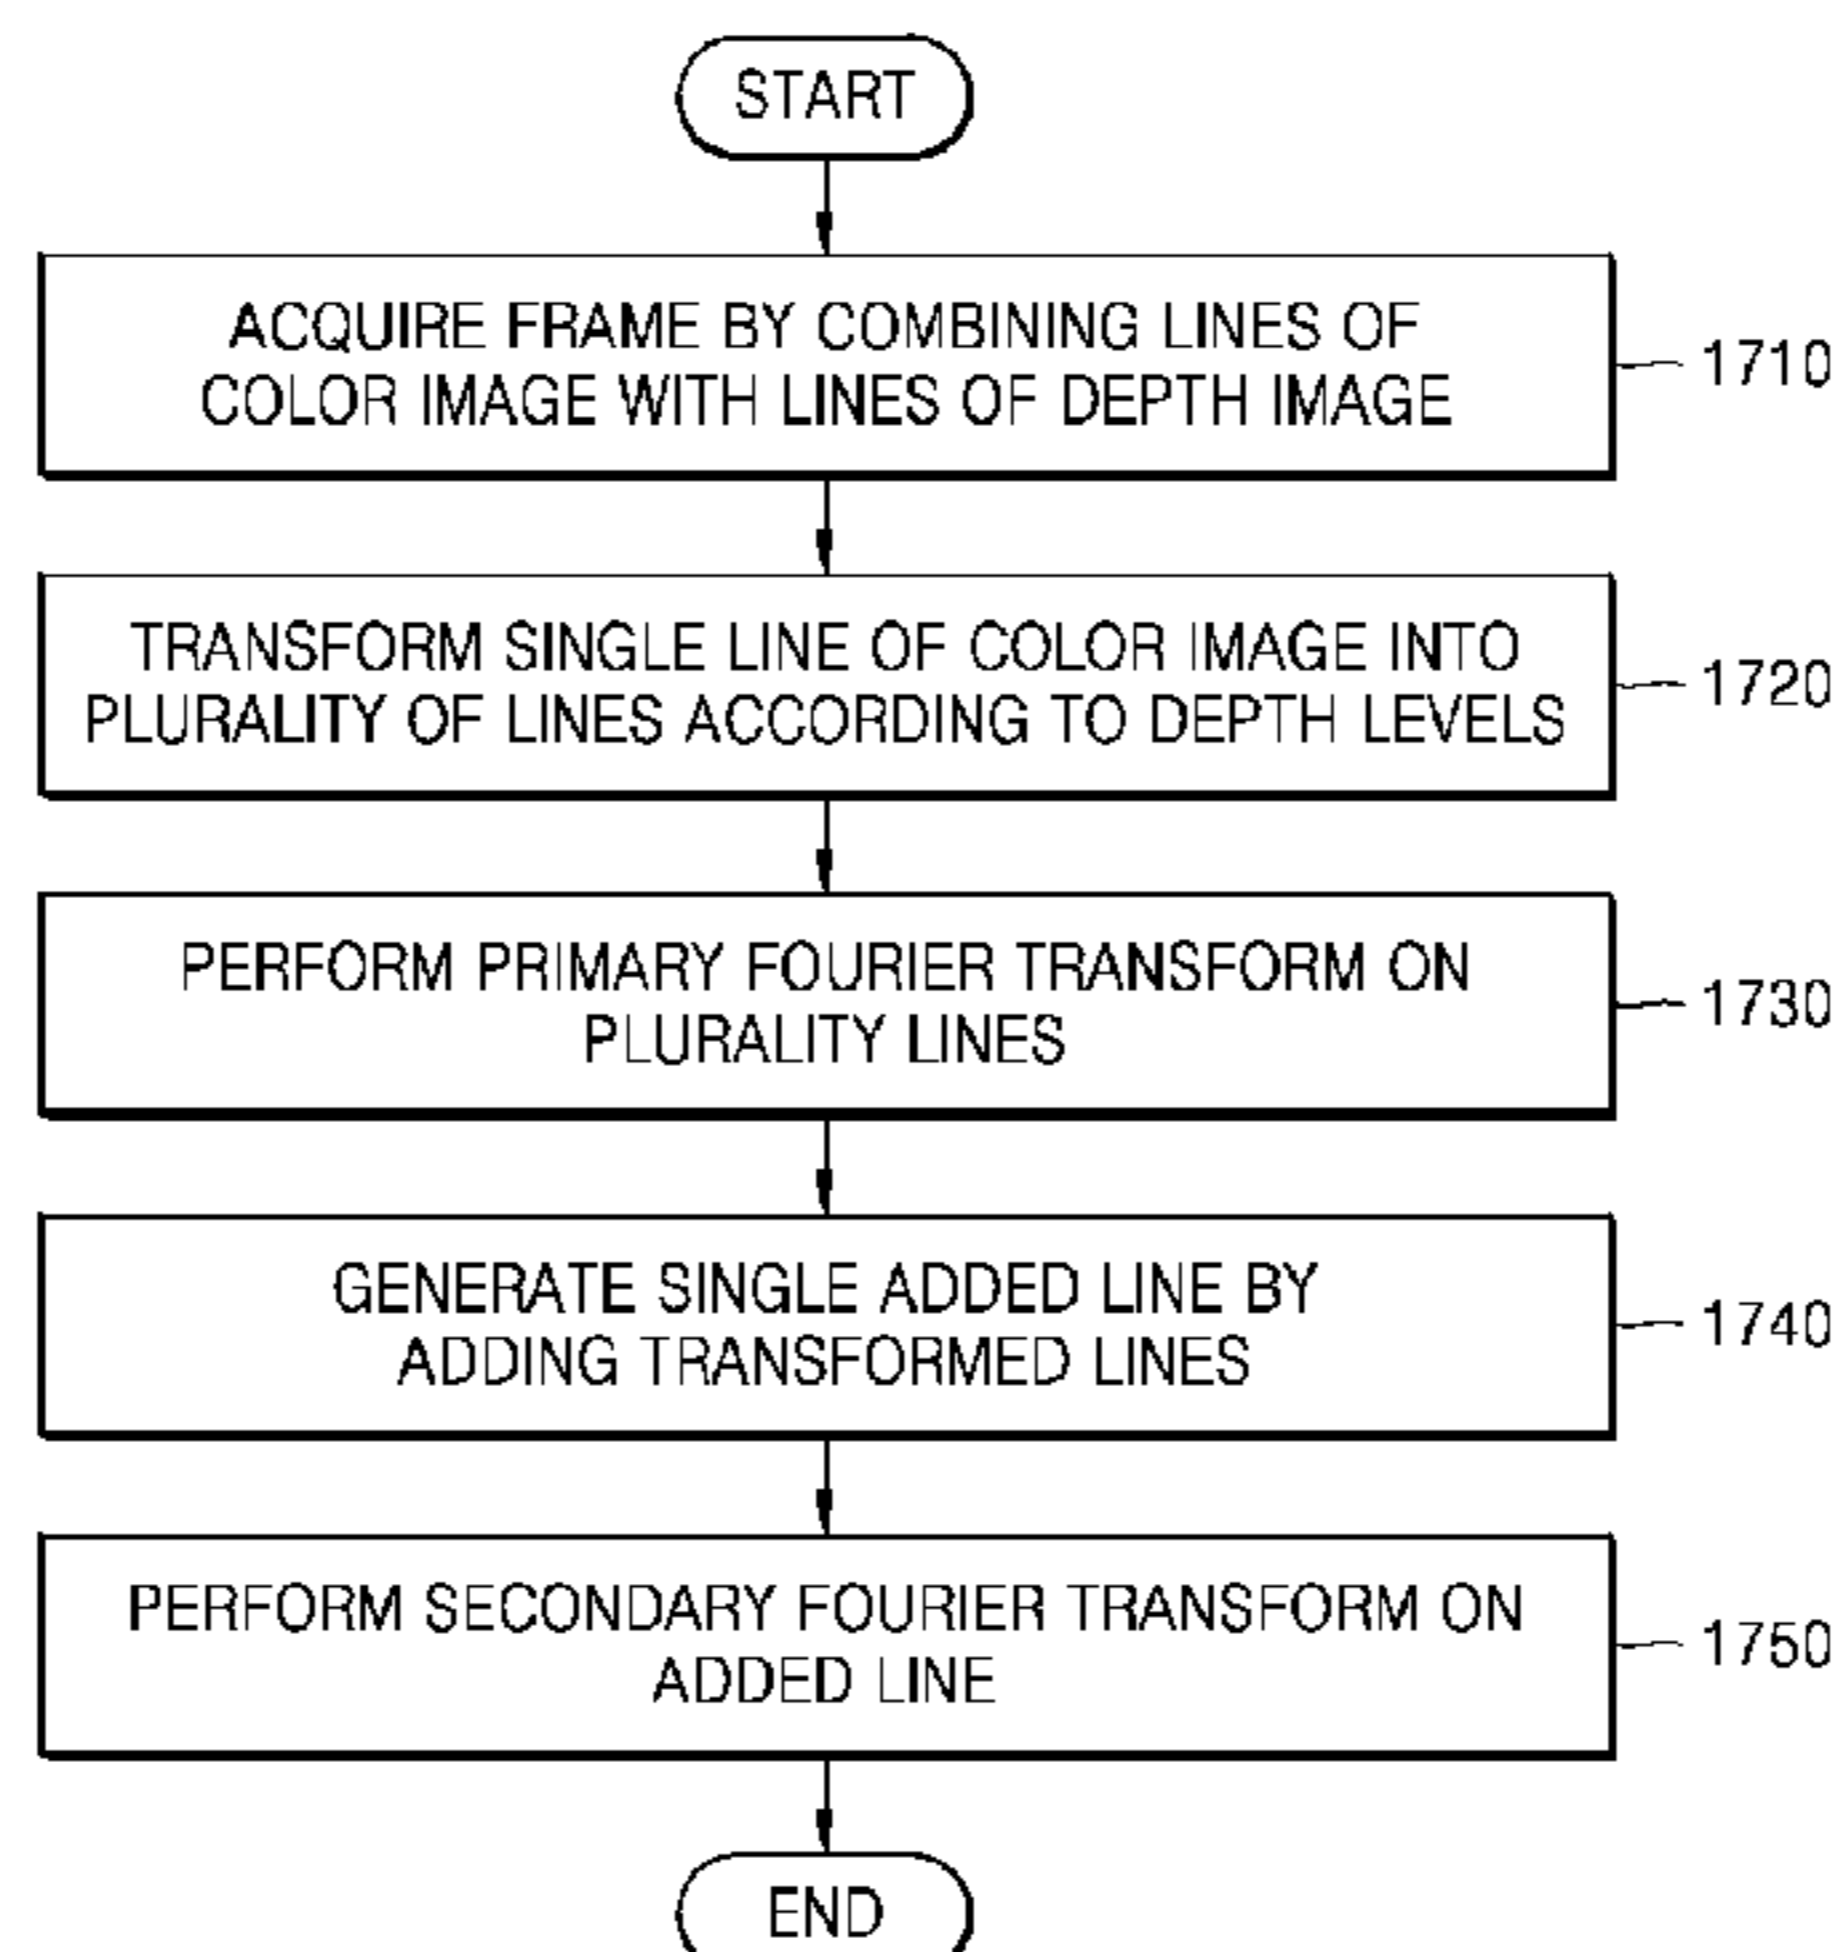 START
ACQUIRE FRAME BY COMBINING LINES OF
COLOR IMAGE WITH LINES OF DEPTH IMAGE
1710
TRANSFORM SINGLE LINE OF COLOR IMAGE INTO
PLURALITY OF LINES ACCORDING TO DEPTH LEVELS
1720
PERFORM PRIMARY FOURIER TRANSFORM ON
PLURALITY LINES
1730
GENERATE SINGLE ADDED LINE BY
ADDING TRANSFORMED LINES
1740
PERFORM SECONDARY FOURIER TRANSFORM ON
ADDED LINE
1750
END